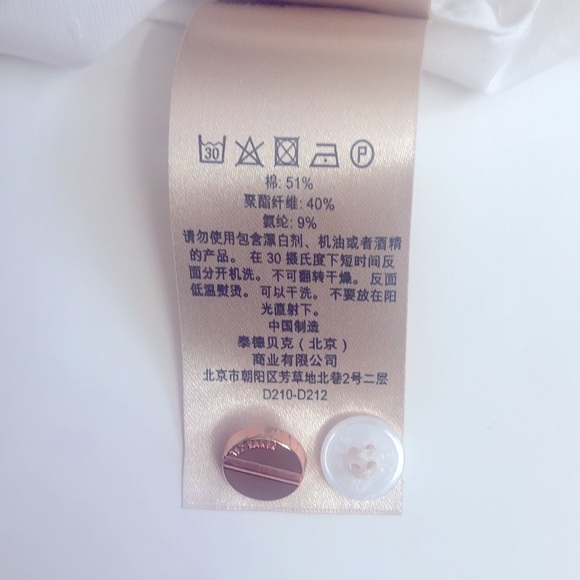 30
P
棉: 51%
聚酯纤维: 40%
氨纶: 9%
请勿使用包含漂白剂、机油或者酒精
的产品。 在 30 摄氏度下短时间反
面分开机洗。 不可翻转干燥。 反面
低温熨烫。 可以干洗。 不要放在阳
光直射下。
中国制造
泰德贝克（北京）
商业有限公司
北京市朝阳区芳草地北巷2号二层
D210-D212
BAKER